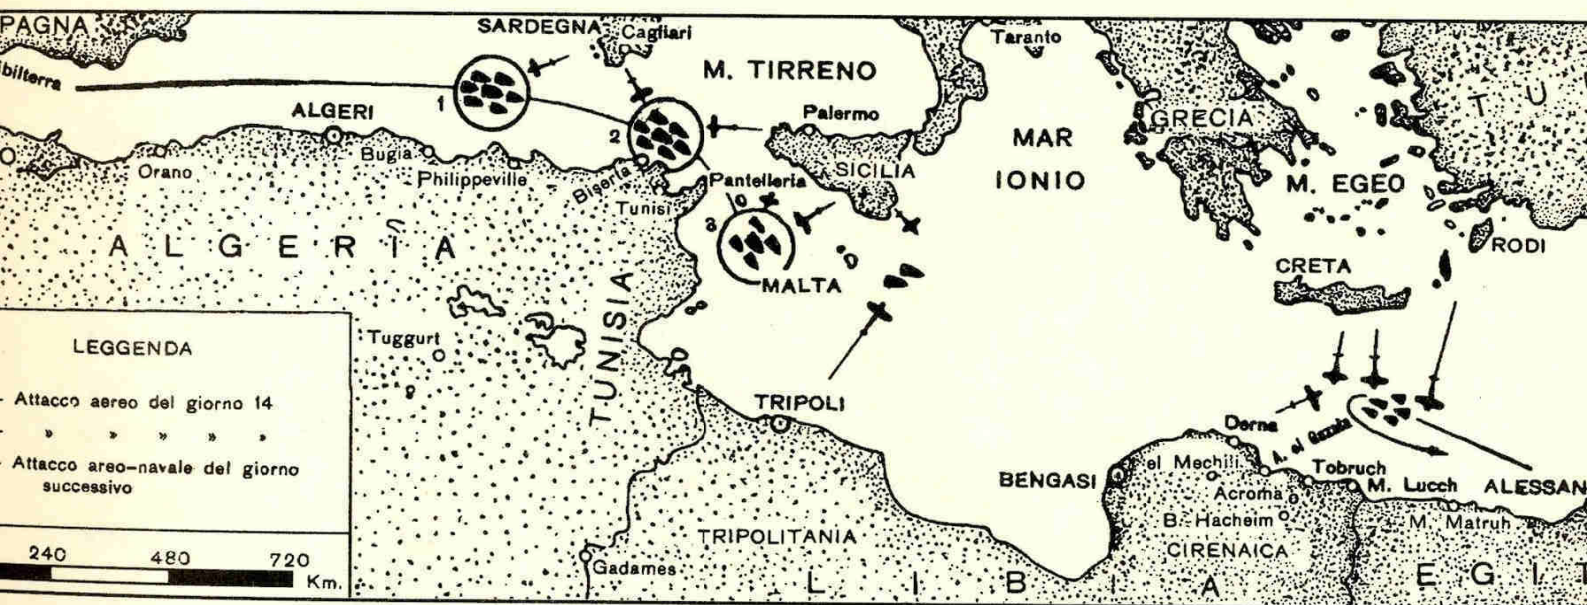 PAGNA
SARDEGNA
Cagliari
Taranto
ibilterra
M. TIRRENO
T U
1
ALGERI
2
Palermo
GRECIA
MAR
IONIO
O
Orano
Bugia
Philippeville
Biserta
Tunisi
Pantelleria
SICILIA
M. EGEO
3
RODI
ALGERIA
MALTA
CRETA
TUNISIA
LEGGENDA
Tuggurt
- Attacco aereo del giorno 14
- » » » » »
- Attacco areo-navale del giorno
successivo
TRIPOLI
Derna
A. el Gazala
BENGASI
el Mechili
Tobruch
M. Lucch
ALESSAN
Acroma
B. Hacheim
M. Matruh
TRIPOLITANIA
CIRENAICA
240 480 720
Km.
Gadames
LIBIA
EGIT